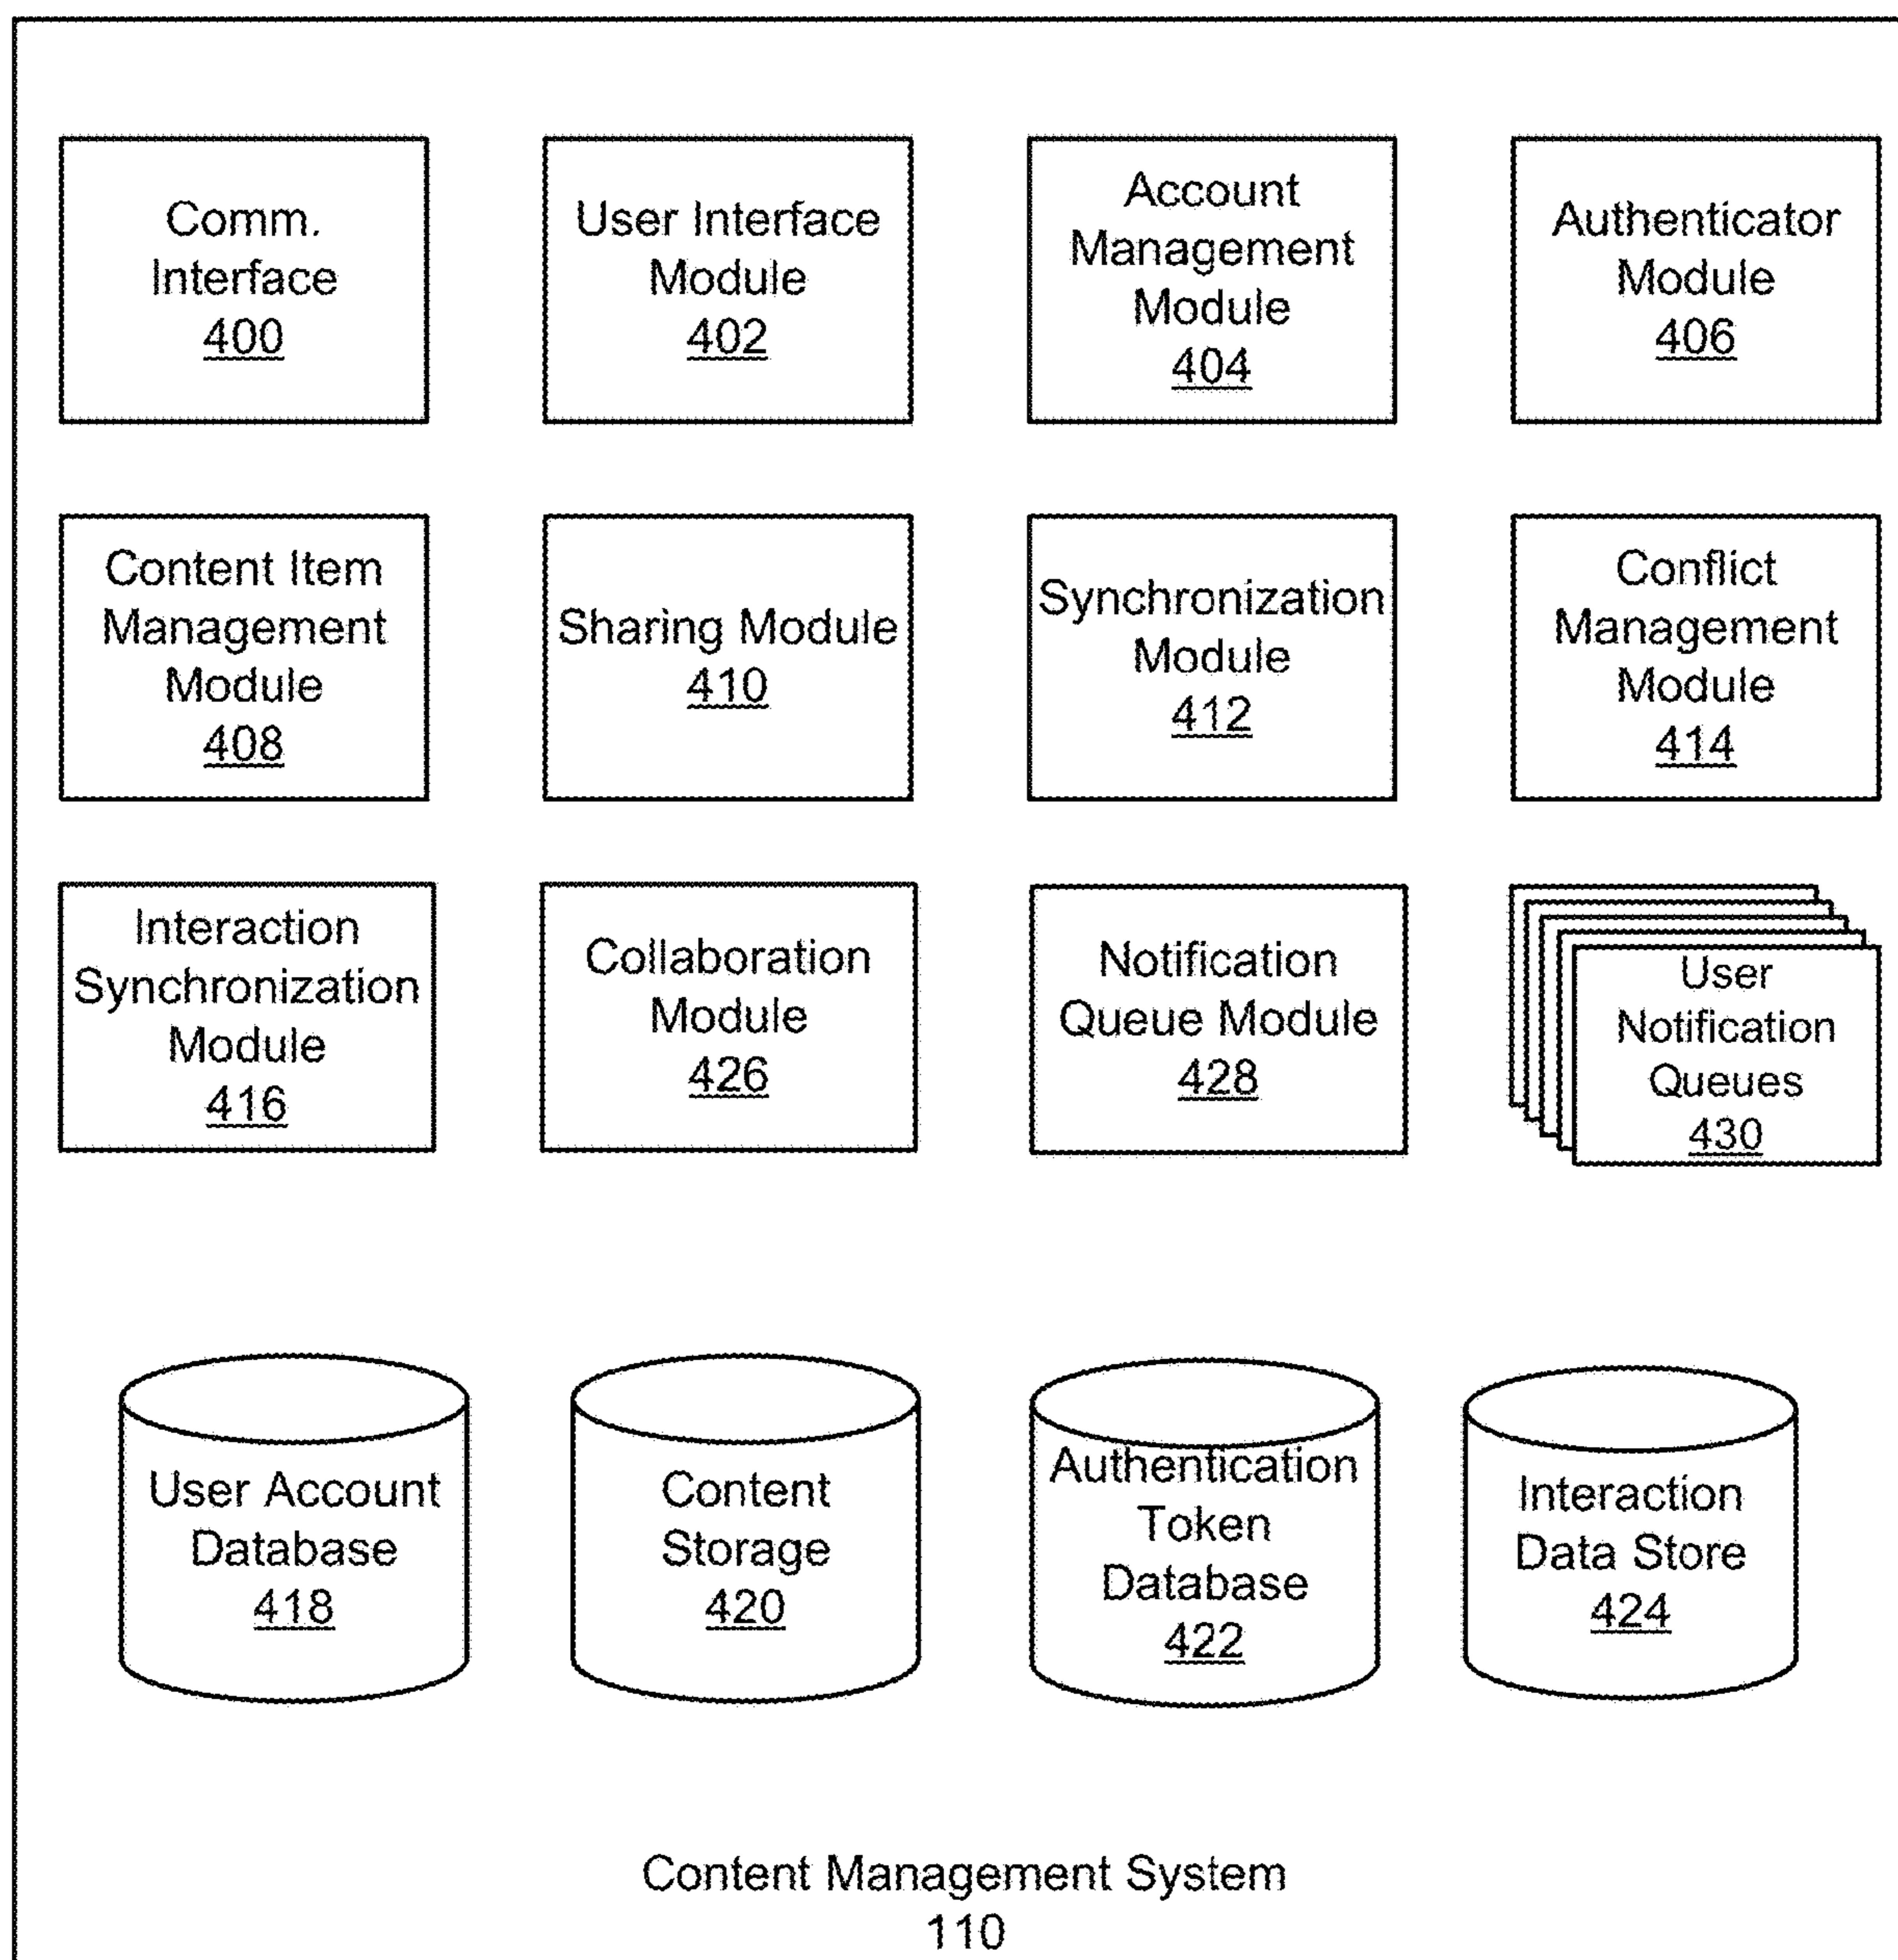 Comm.
Interface
400
User Interface
Module
402
Account
Management
Module
404
Authenticator
Module
406
Content Item
Management
Module
408
Sharing Module
410
Synchronization
Module
412
Conflict
Management
Module
414
Interaction
Synchronization
Module
416
Collaboration
Module
426
Notification
Queue Module
428
User
Notification
Queues
430
User Account
Database
418
Content
Storage
420
Authentication
Token
Database
422
Interaction
Data Store
424
Content Management System
110